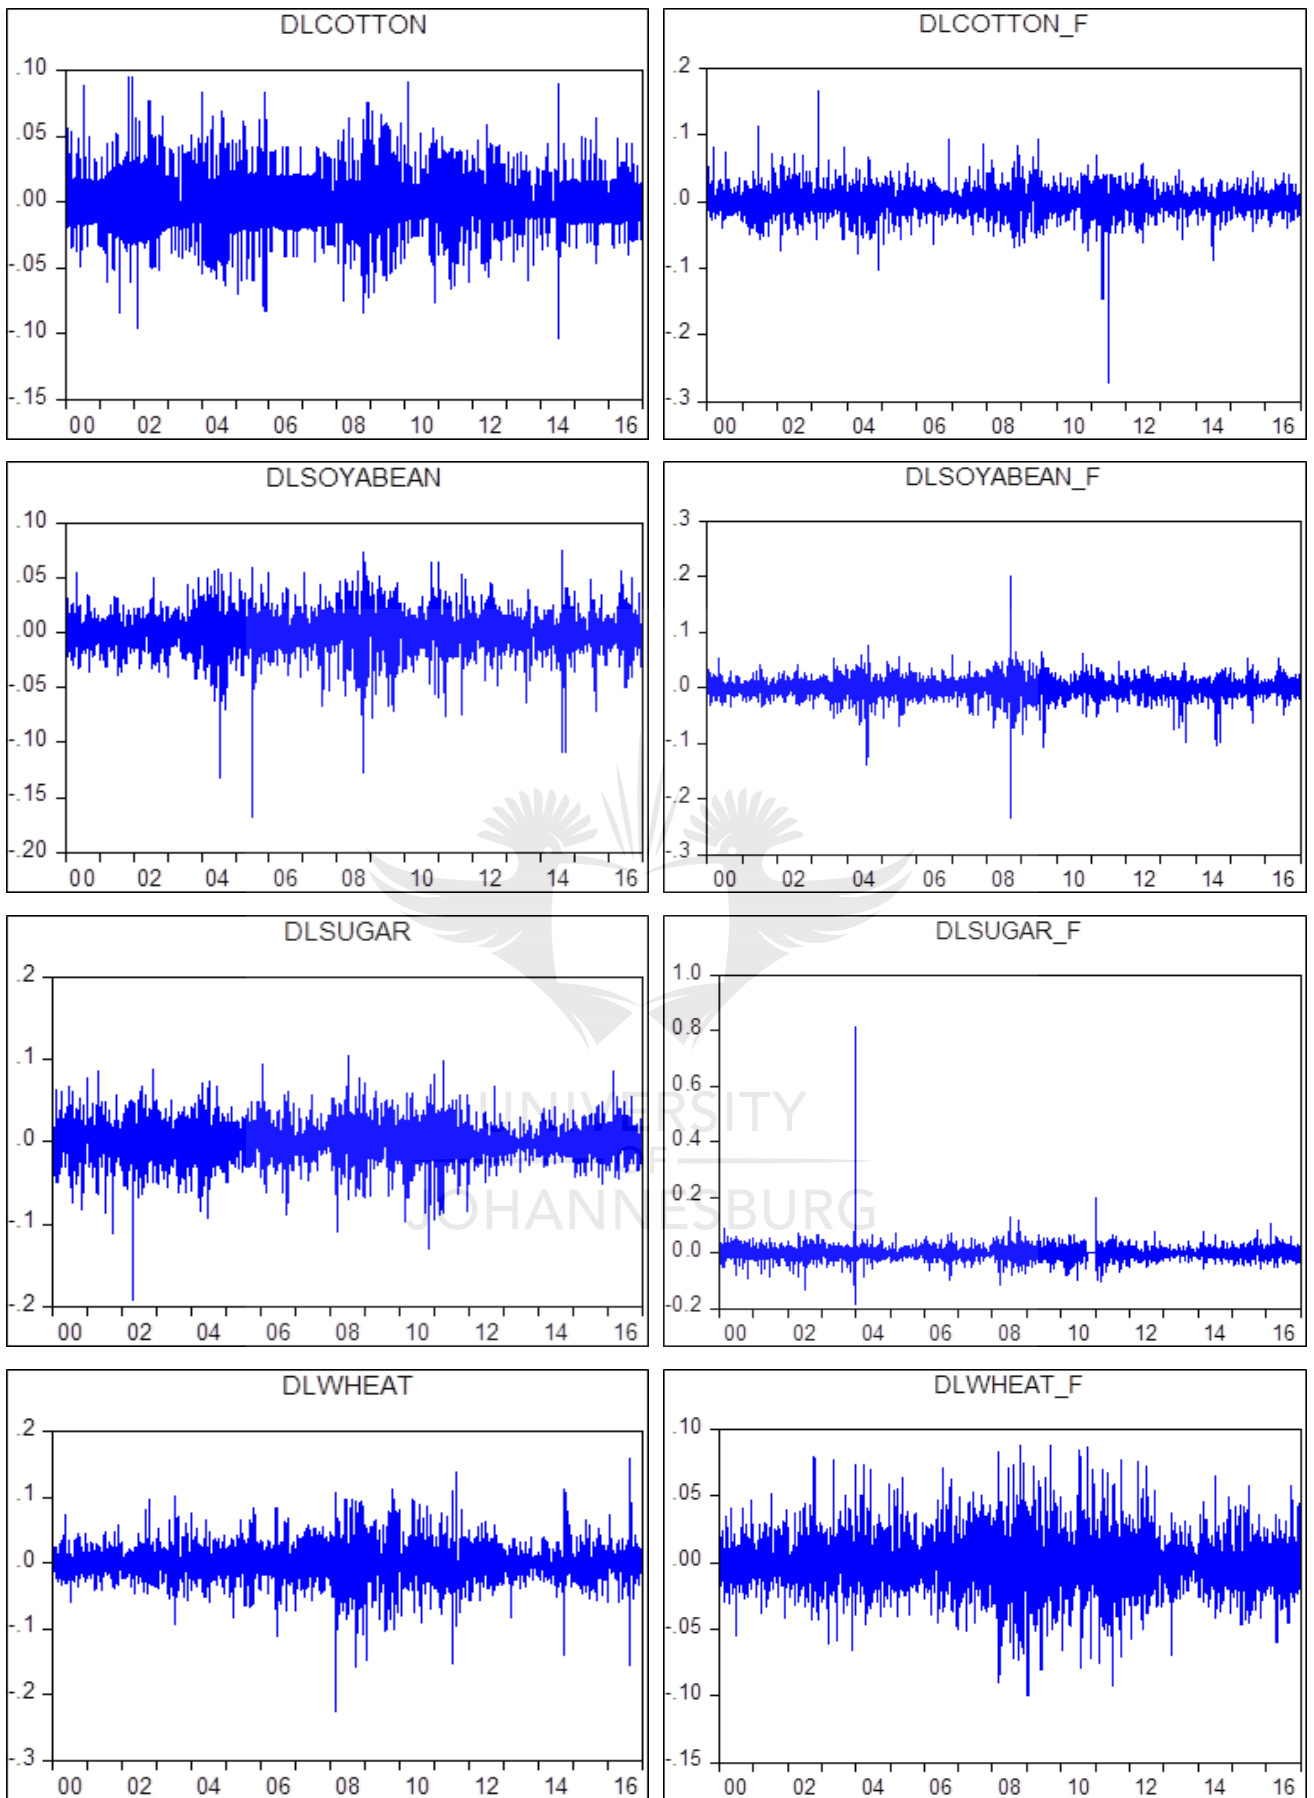 DLCOTTON
.10
.05
.00
-.05
-.10
-.15
00 02 04 06 08 10 12 14 16
DLCOTTON_F
.2
.1
.0
-.1
-.2
-.3
00 02 04 06 08 10 12 14 16
DLSOYABEAN
.10
.05
.00
-.05
-.10
-.15
-.20
00 02 04 06 08 10 12 14 16
DLSOYABEAN_F
.3
.2
.1
.0
-.1
-.2
-.3
00 02 04 06 08 10 12 14 16
DLSUGAR
.2
.1
.0
-.1
-.2
00 02 04 06 08 10 12 14 16
DLSUGAR_F
1.0
0.8
0.6
0.4
0.2
0.0
-0.2
00 02 04 06 08 10 12 14 16
UNIVERSITY
OF
JOHANNESBURG
DLWHEAT
.2
.1
.0
-.1
-.2
-.3
00 02 04 06 08 10 12 14 16
DLWHEAT_F
.10
.05
.00
-.05
-.10
-.15
00 02 04 06 08 10 12 14 16